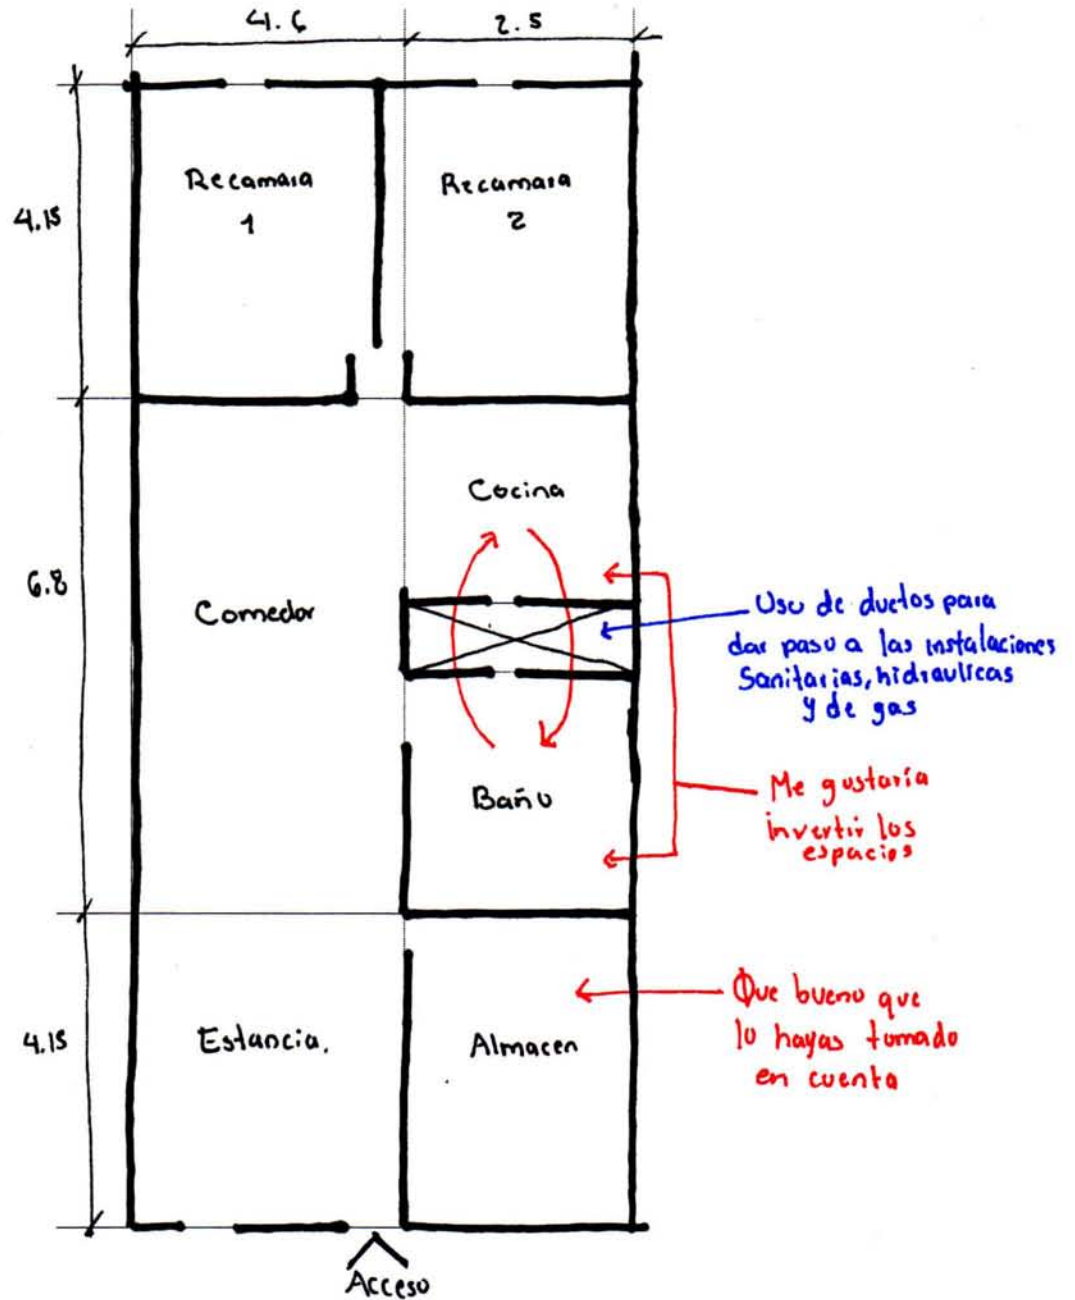 4.6
2.5
4.15
Recamara
1
Recamara
2
6.8
Cocina
Comedor
Uso de ductos para
dar paso a las instalaciones
Sanitarias, hidraulicas
y de gas
Baño
Me gustaría
invertir los
espacios
4.15
Estancia.
Almacen
Que bueno que
lo hayas tomado
en cuenta
Acceso